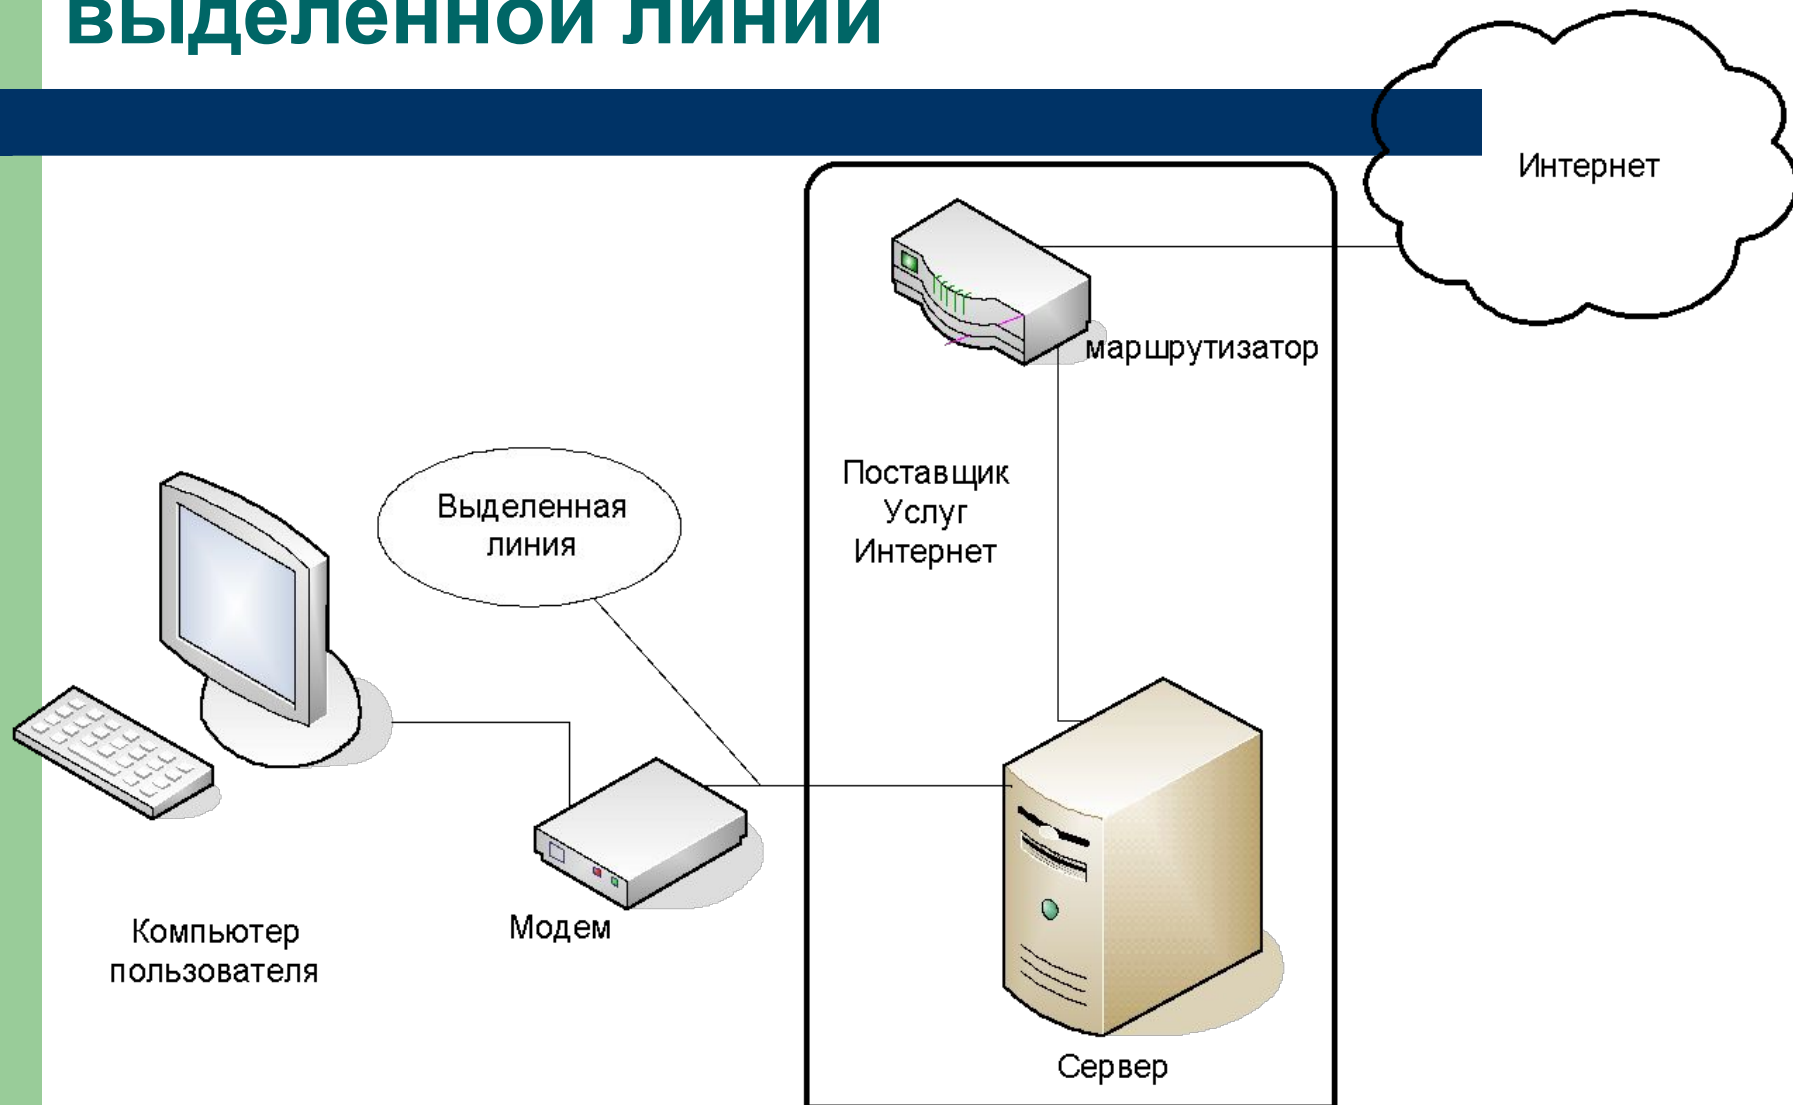 выделенной линии
Интернет
маршрутизатор
Поставщик
Услуг
Интернет
Выделенная
линия
Компьютер
пользователя
Модем
Сервер